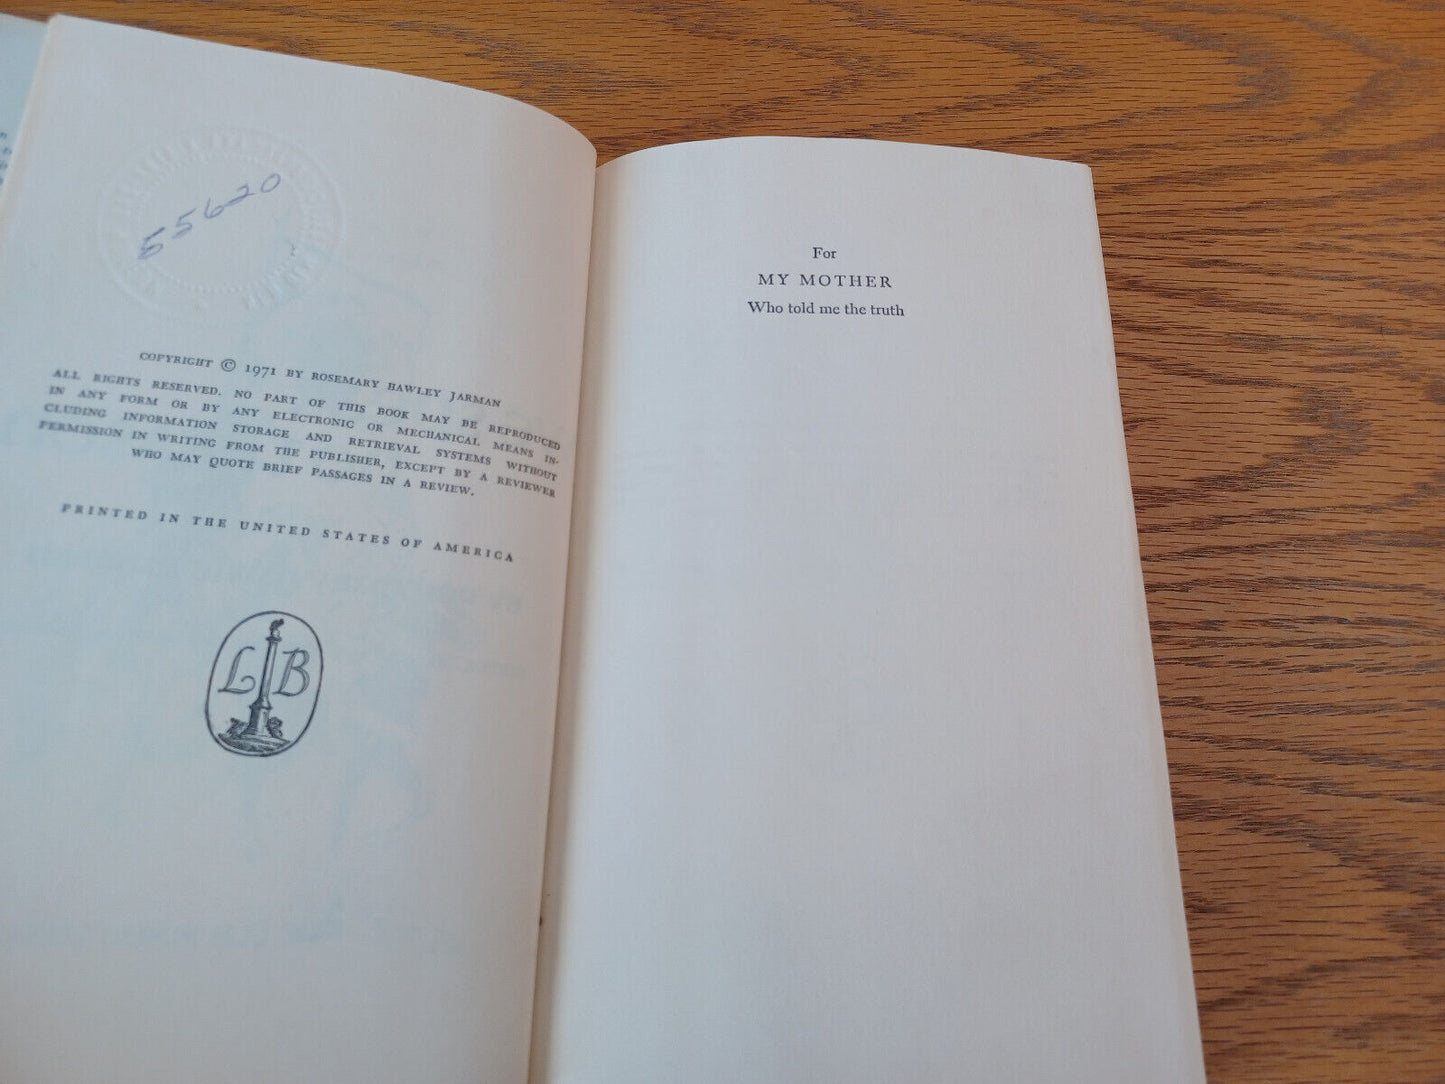 55620
COPYRIGHT © 1971 BY ROSEMARY HAWLEY JARMAN
ALL RIGHTS RESERVED. NO PART OF THIS BOOK MAY BE REPRODUCED
IN ANY FORM OR BY ANY ELECTRONIC OR MECHANICAL MEANS IN-
CLUDING INFORMATION STORAGE AND RETRIEVAL SYSTEMS WITHOUT
PERMISSION IN WRITING FROM THE PUBLISHER, EXCEPT BY A REVIEWER
WHO MAY QUOTE BRIEF PASSAGES IN A REVIEW.
PRINTED IN THE UNITED STATES OF AMERICA
L B
For
MY MOTHER
Who told me the truth